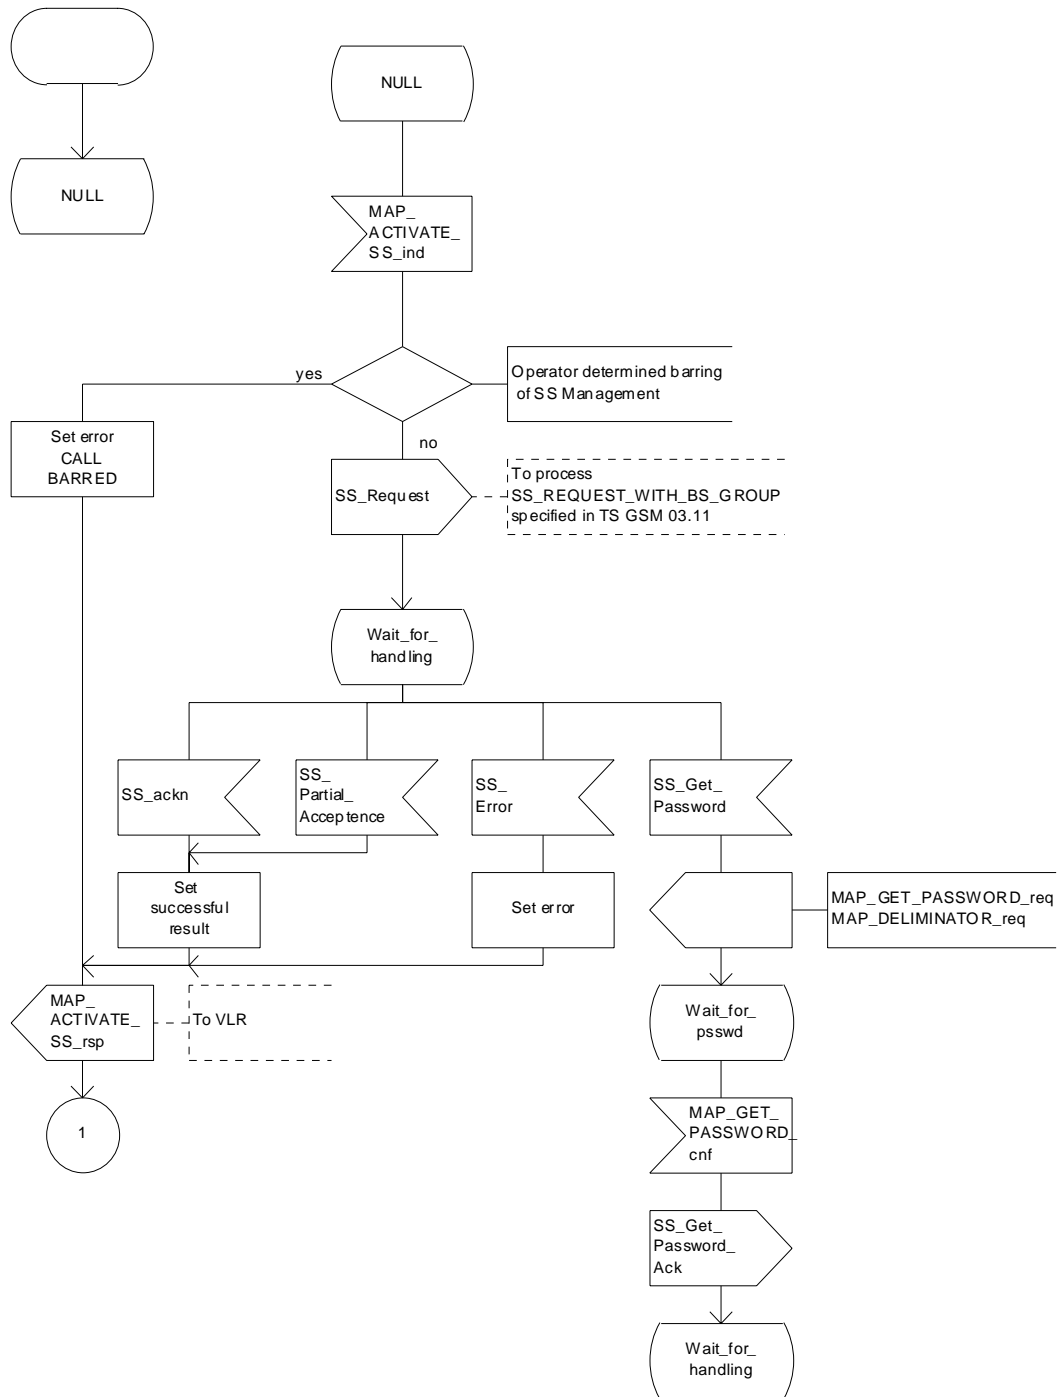 NULL
NULL
MAP_
ACTIVATE_
SS_ind
yes
Operator determined barring
of SS Management
Set error
CALL
BARRED
no
SS_Request
To process
SS_REQUEST_WITH_BS_GROUP
specified in TS GSM 03.11
Wait_for_
handling
SS_ackn
SS_
Partial_
Acceptence
SS_
Error
SS_Get_
Password
Set
successful
result
Set error
MAP_GET_PASSWORD_req
MAP_DELIMINATOR_req
MAP_
ACTIVATE_
SS_rsp
To VLR
Wait_for_
psswd
1
MAP_GET_
PASSWORD_
cnf
SS_Get_
Password_
Ack
Wait_for_
handling